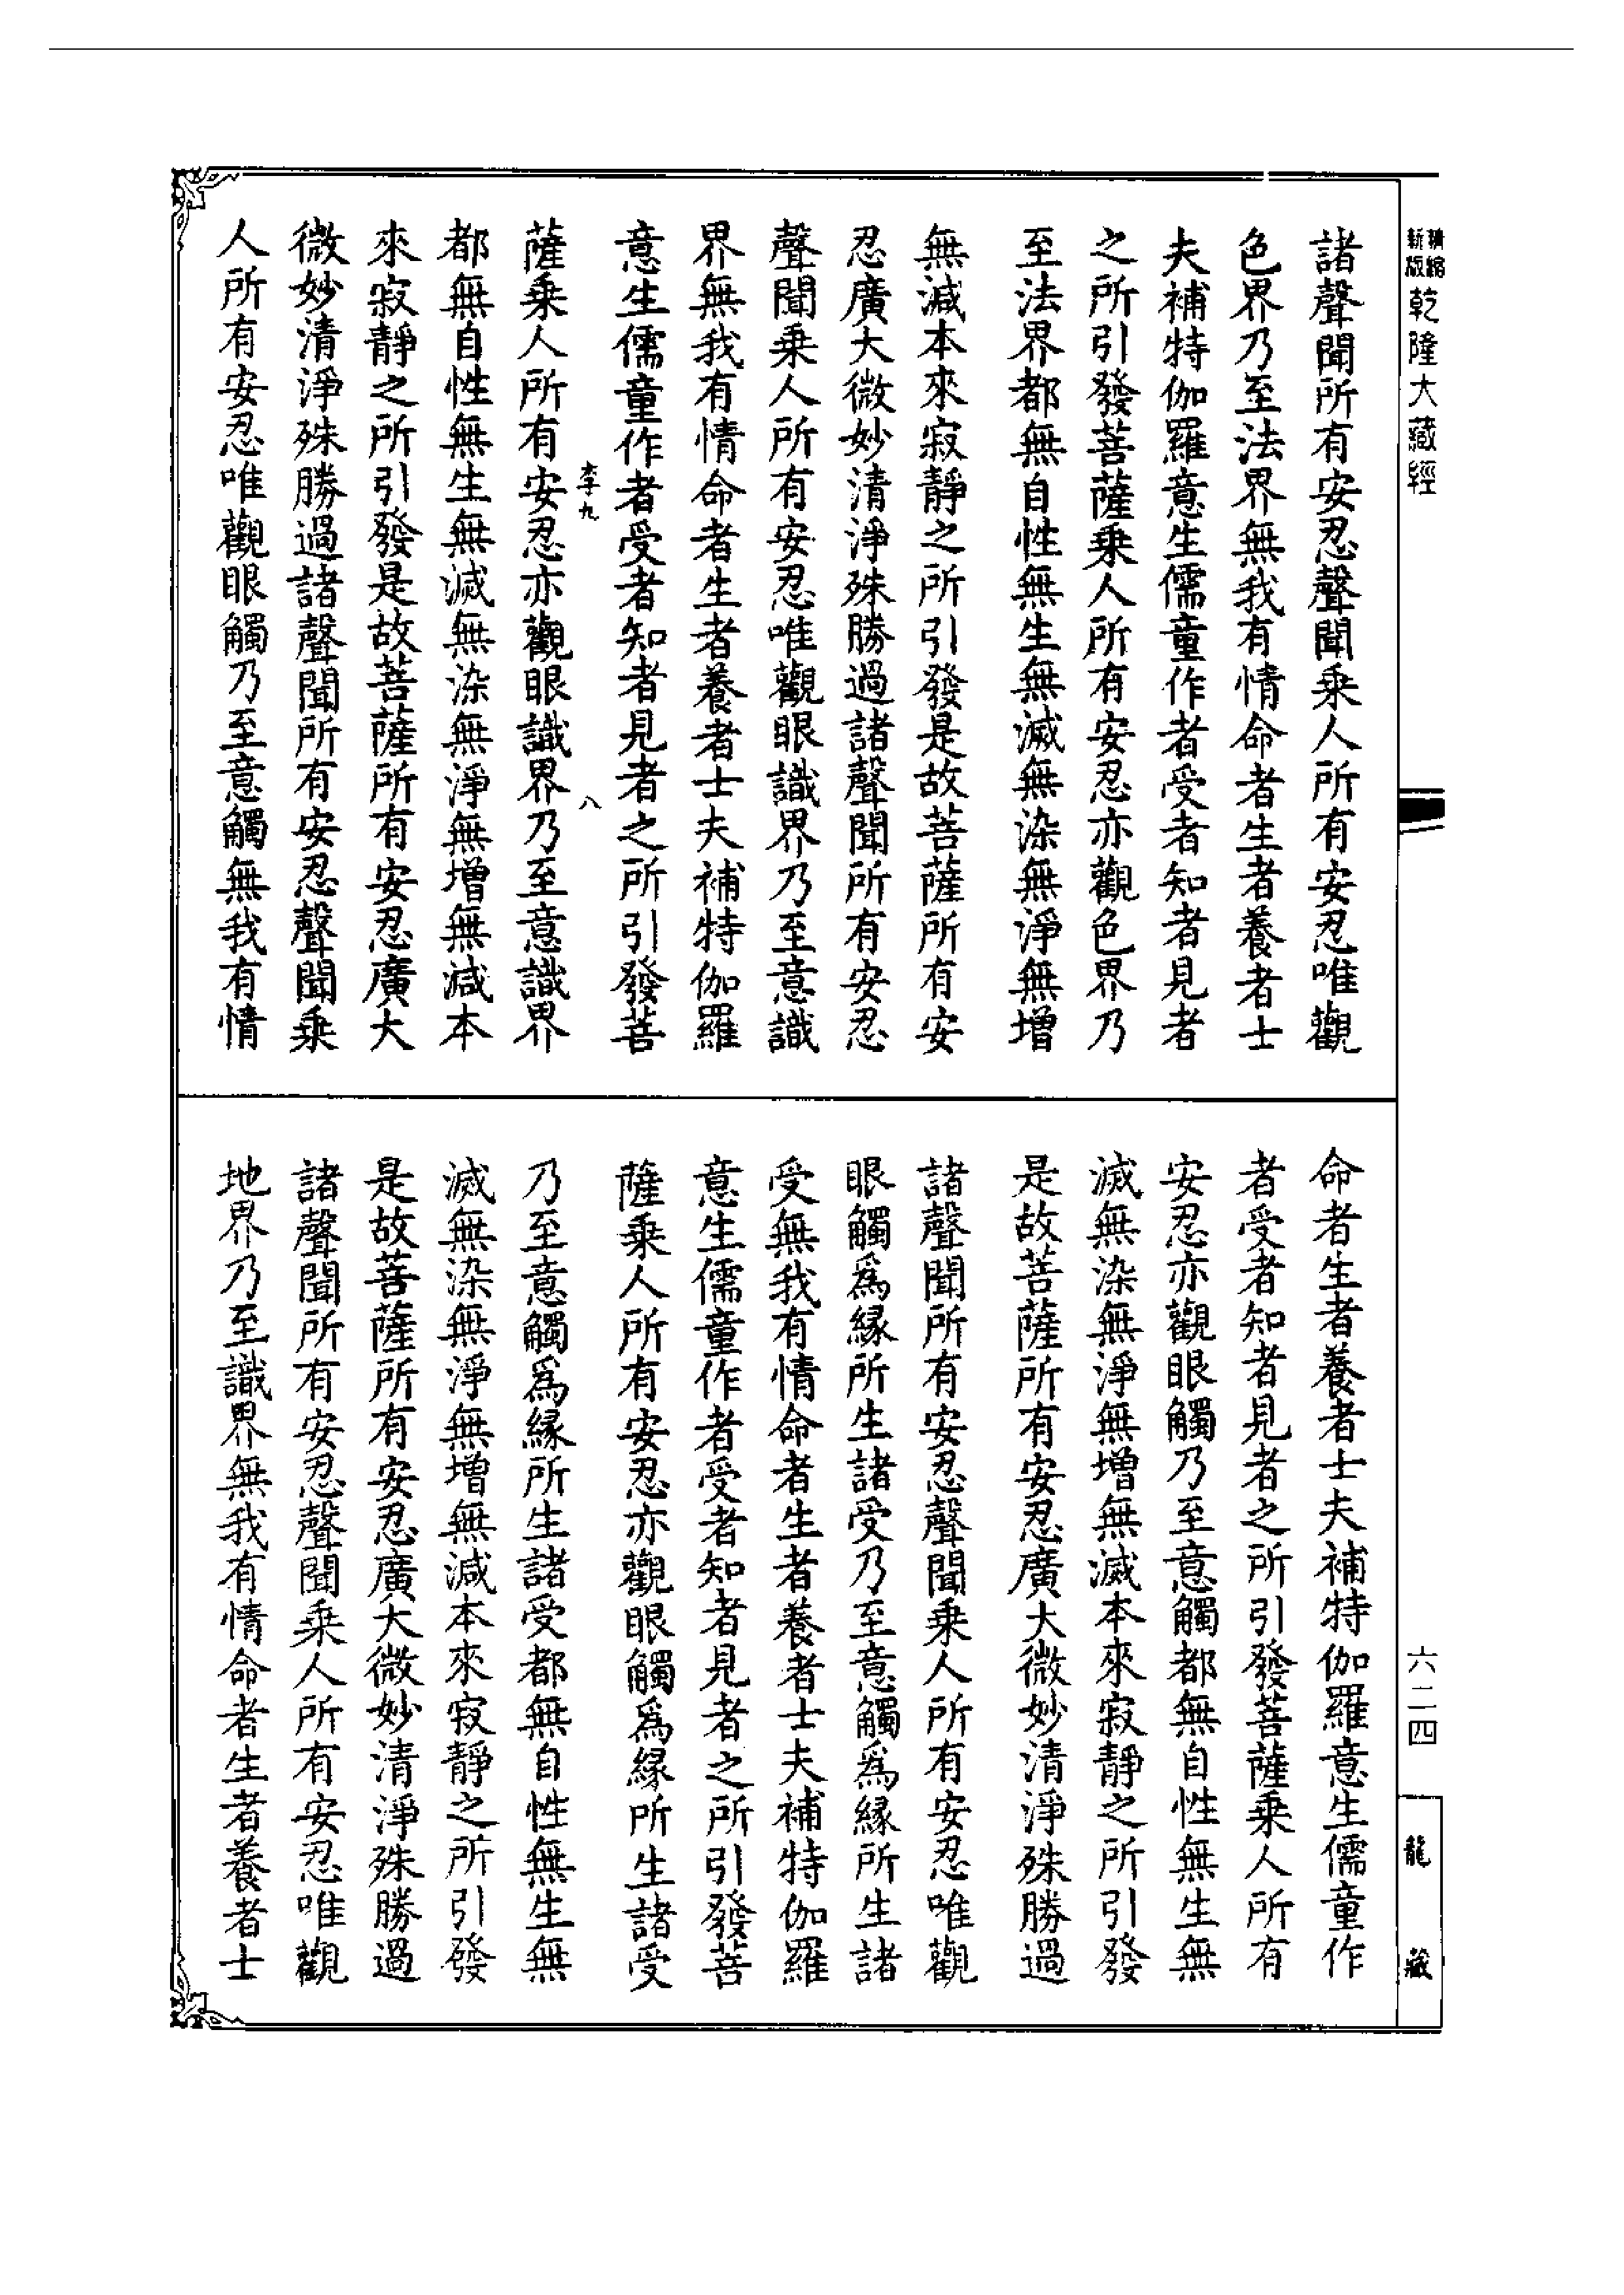 精縮新版乾隆大藏經
諸聲聞所有安忍聲聞乘人所有安忍唯觀
色界乃至法界無我有情命者生者養者士
夫補特伽羅意生儒童作者受者知者見者
之所引發菩薩乘人所有安忍亦觀色界乃
至法界都無自性無生無滅無染無淨無增
無減本來寂靜之所引發是故菩薩所有安
忍廣大微妙清淨殊勝過諸聲聞所有安忍
聲聞乘人所有安忍唯觀眼識界乃至意識
界無我有情命者生者養者士夫補特伽羅
意生儒童作者受者知者見者之所引發菩
李九 八
薩乘人所有安忍亦觀眼識界乃至意識界
都無自性無生無滅無染無淨無增無減本
來寂靜之所引發是故菩薩所有安忍廣大
微妙清淨殊勝過諸聲聞所有安忍聲聞乘
人所有安忍唯觀眼觸乃至意觸無我有情
命者生者養者士夫補特伽羅意生儒童作
者受者知者見者之所引發菩薩乘人所有
安忍亦觀眼觸乃至意觸都無自性無生無
滅無染無淨無增無滅本來寂靜之所引發
是故菩薩所有安忍廣大微妙清淨殊勝過
諸聲聞所有安忍聲聞乘人所有安忍唯觀
眼觸爲緣所生諸受乃至意觸爲緣所生諸
受無我有情命者生者養者士夫補特伽羅
意生儒童作者受者知者見者之所引發菩
薩乘人所有安忍亦觀眼觸爲緣所生諸受
乃至意觸爲緣所生諸受都無自性無生無
滅無染無淨無增無減本來寂靜之所引發
是故菩薩所有安忍廣大微妙清淨殊勝過
諸聲聞所有安忍聲聞乘人所有安忍唯觀
地界乃至識界無我有情命者生者養者士
六二四
龍藏